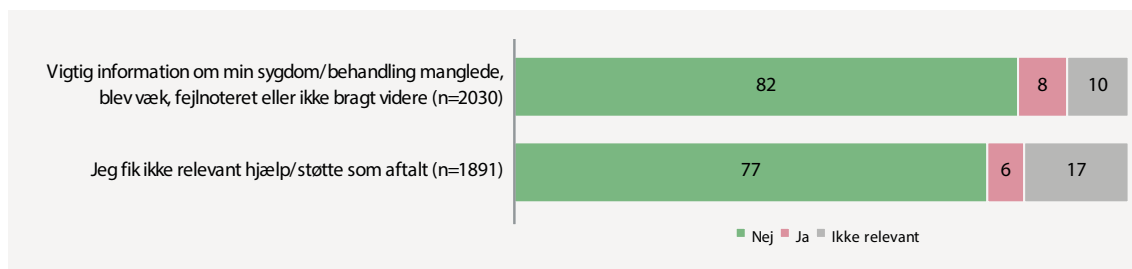 Vigtig information om min sygdom/behandling manglede,
blev væk, fejlnoteret eller ikke bragt videre (n=2030)
82 8 10
Jeg fik ikke relevant hjælp/støtte som aftalt (n=1891)
77 6 17
Nej Ja Ikke relevant